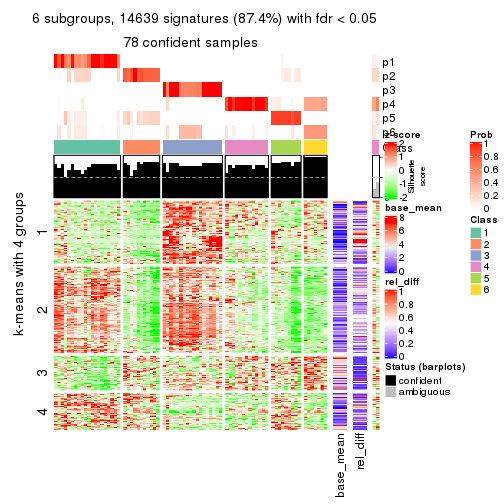 6 subgroups, 14639 signatures (87.4%) with fdr < 0.05
78 confident samples
p1
p2
p3
p4
p5
p6
Class
Silhouette
score
z-score
2
1
0
-1
-2
Prob
1
0.8
0.6
0.4
0.2
0
base_mean
8
6
4
2
0
Class
1
2
3
4
5
6
rel_diff
1
0.8
0.6
0.4
0.2
0
Status (barplots)
confident
ambiguous
k-means with 4 groups
1
2
3
4
base_mean
rel_diff